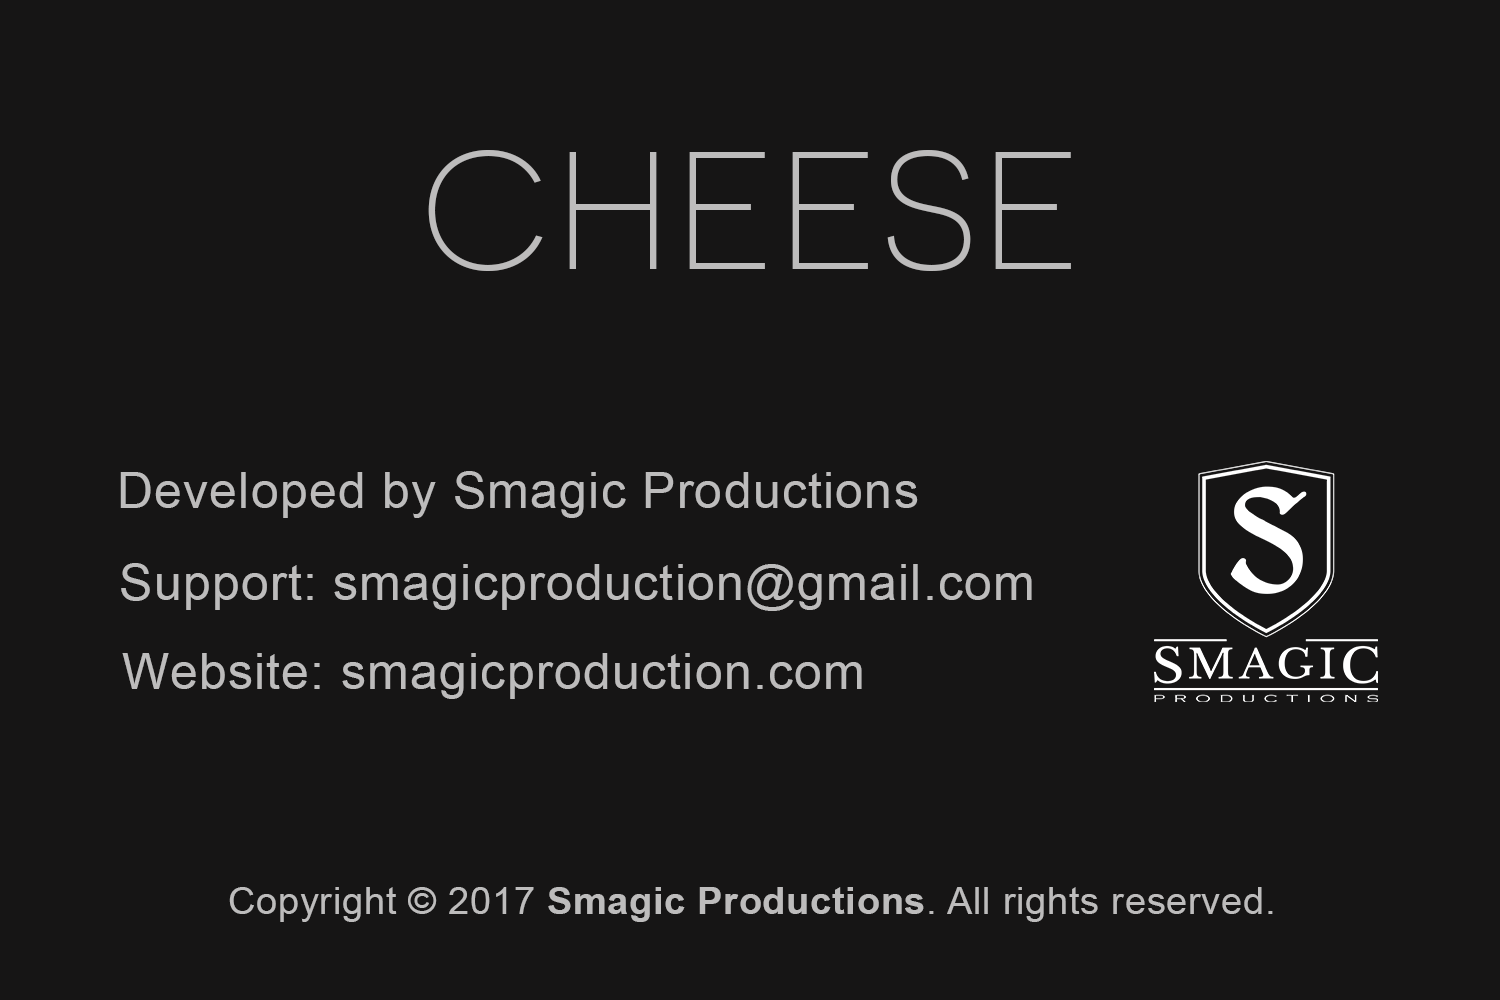 CHEESE
Developed by Smagic Productions
Support: smagicproduction@gmail.com
Website: smagicproduction.com
S
SMAGIC
PRODUCTIONS
Copyright © 2017 Smagic Productions. All rights reserved.